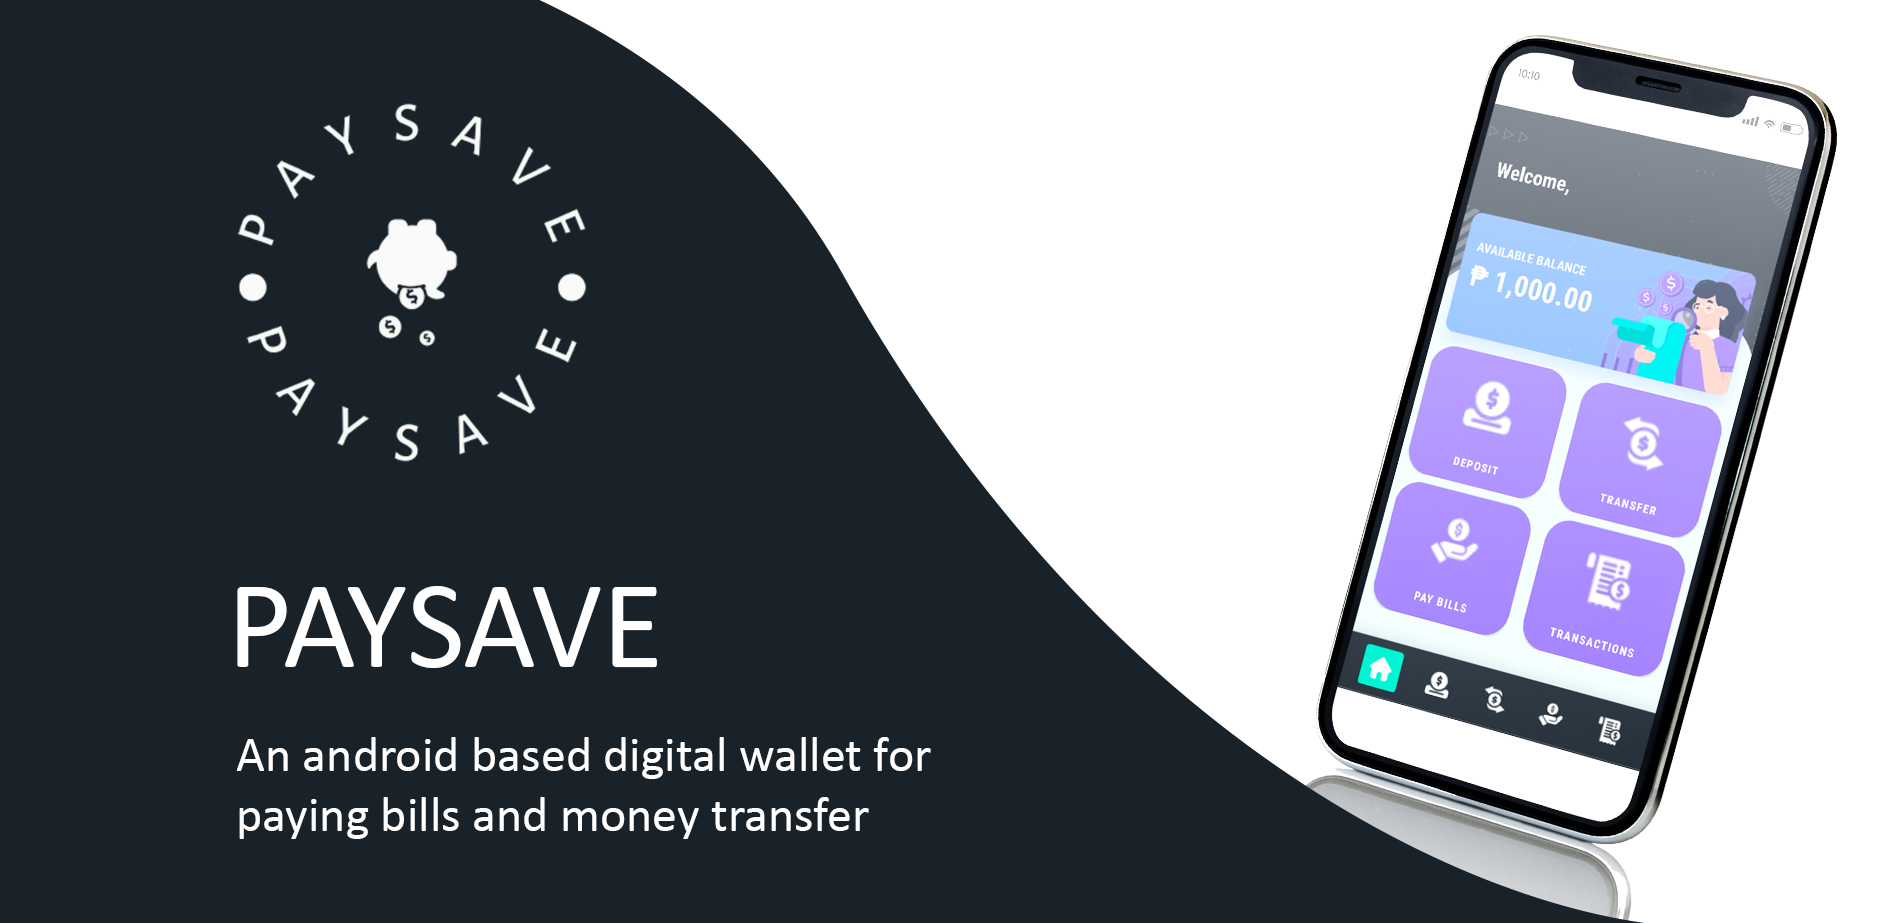 PAYSAVE
PAYSAVE
PAYSAVE
An android based digital wallet for
paying bills and money transfer
10:10
Welcome,
AVAILABLE BALANCE
₱ 1,000.00
DEPOSIT
TRANSFER
PAY BILLS
TRANSACTIONS